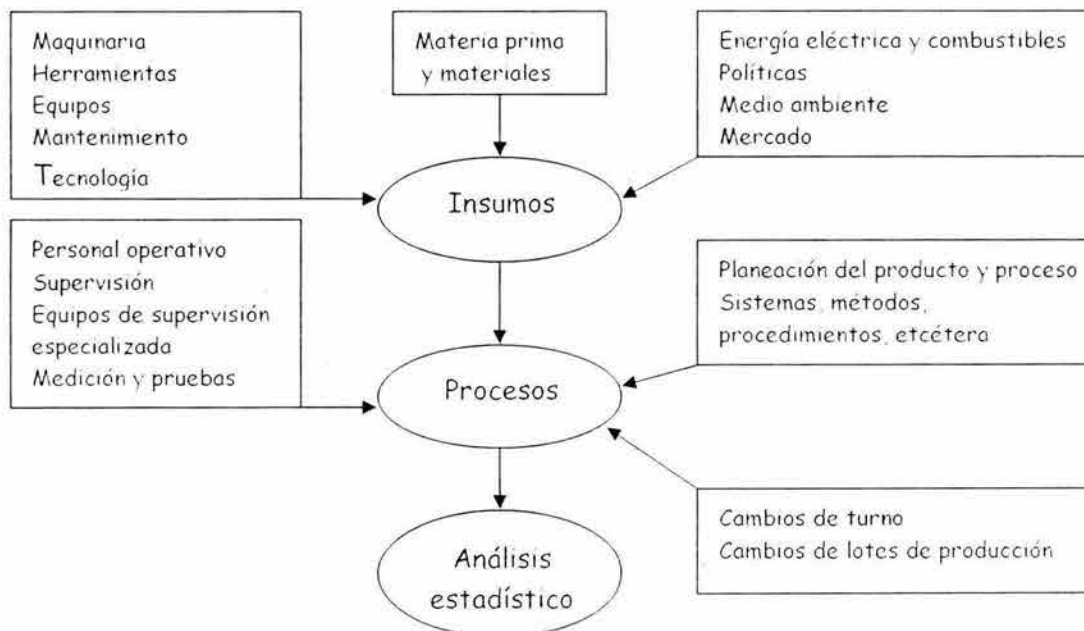 Maquinaria
Herramientas
Equipos
Mantenimiento
Tecnología
Materia prima
y materiales
Energía eléctrica y combustibles
Políticas
Medio ambiente
Mercado
Insumos
Personal operativo
Supervisión
Equipos de supervisión
especializada
Medición y pruebas
Planeación del producto y proceso
Sistemas, métodos,
procedimientos, etcétera
Procesos
Cambios de turno
Cambios de lotes de producción
Análisis
estadístico